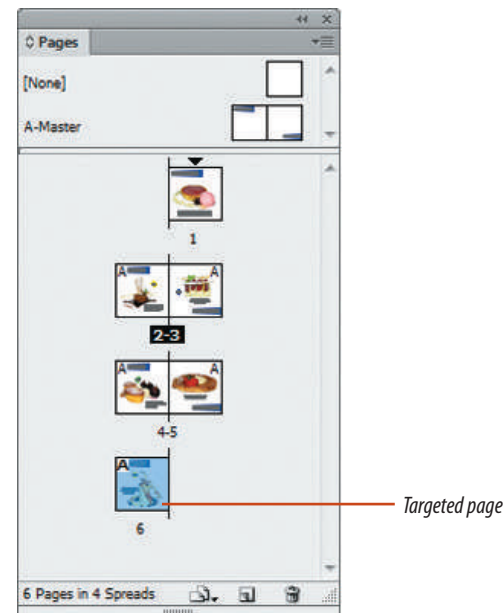 Pages
[None]
A-Master
1
A A
2-3
A A
4-5
A
6
Targeted page
6 Pages in 4 Spreads